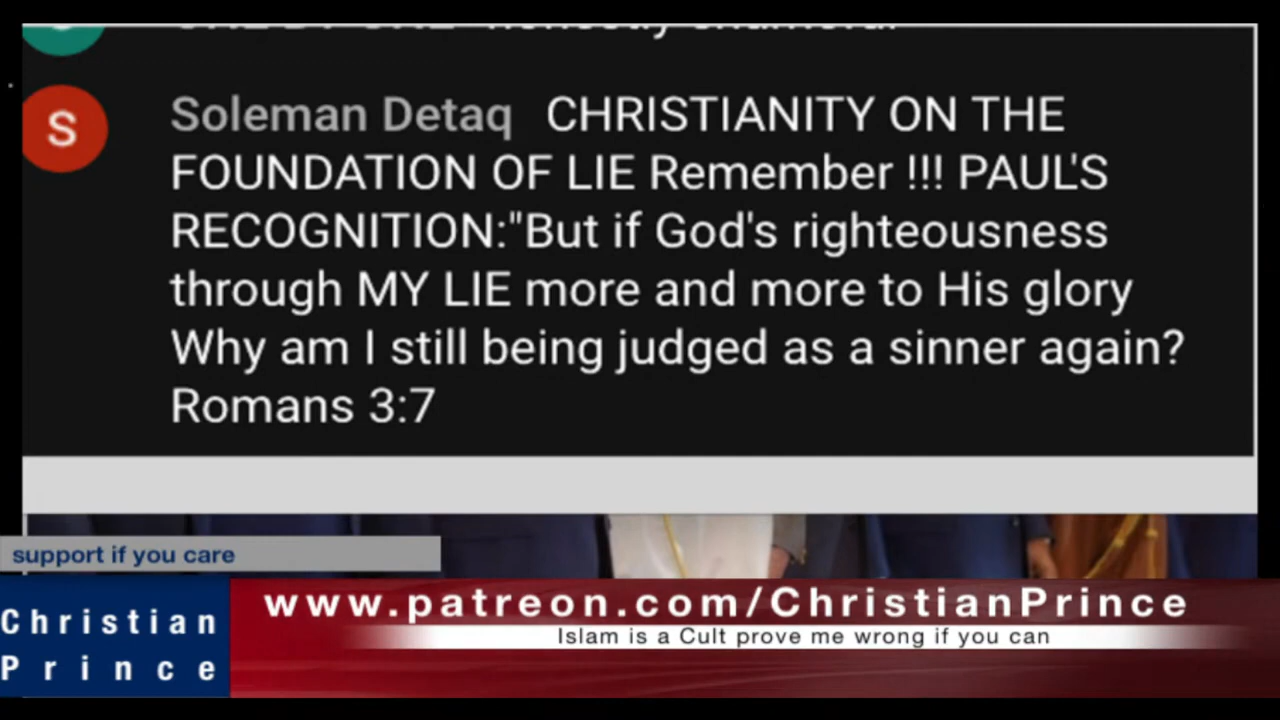 Soleman Detaq CHRISTIANITY ON THE
FOUNDATION OF LIE Remember !!! PAUL'S
RECOGNITION:"But if God's righteousness
through MY LIE more and more to His glory
Why am I still being judged as a sinner again?
Romans 3:7
S
support if you care
Christian
Prince
www.patreon.com/ChristianPrince
Islam is a Cult prove me wrong if you can